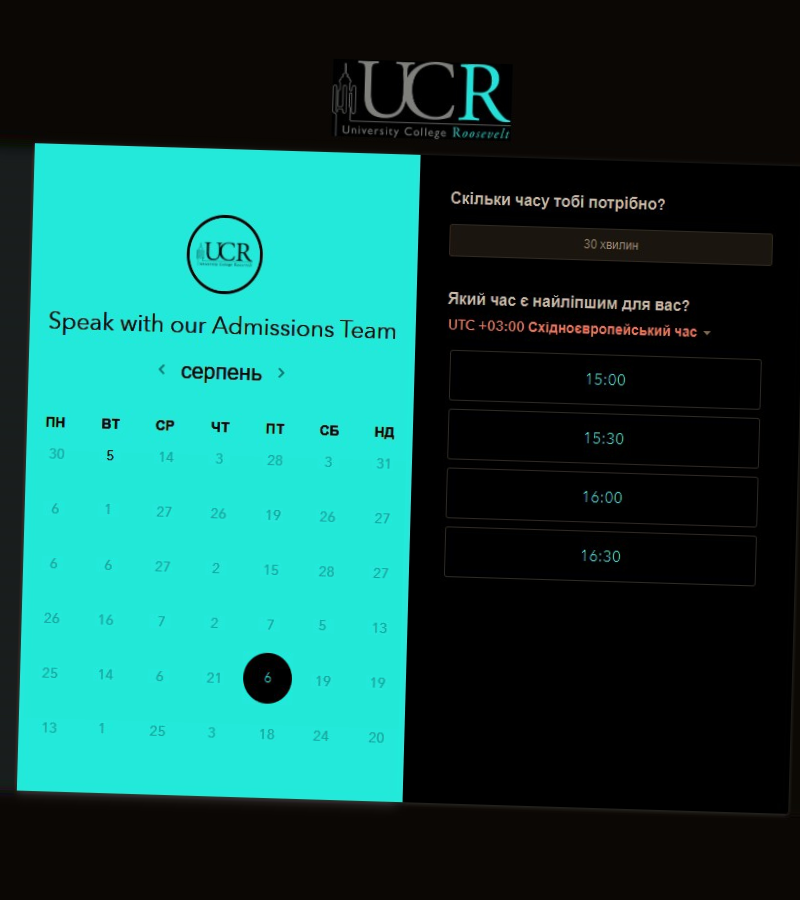 UCR
University College Roosevelt
UCR
University College Roosevelt
Speak with our Admissions Team
< серпень >
ПН ВТ СР ЧТ ПТ СБ НД
30 5 14 3 28 3 31
6 1 27 26 19 26 27
6 6 27 2 15 28 27
26 16 7 2 7 5 13
25 14 6 21 6 19 19
13 1 25 3 18 24 20
Скільки часу тобі потрібно?
30 хвилин
Який час є найліпшим для вас?
UTC +03:00 Східноєвропейський час
15:00
15:30
16:00
16:30